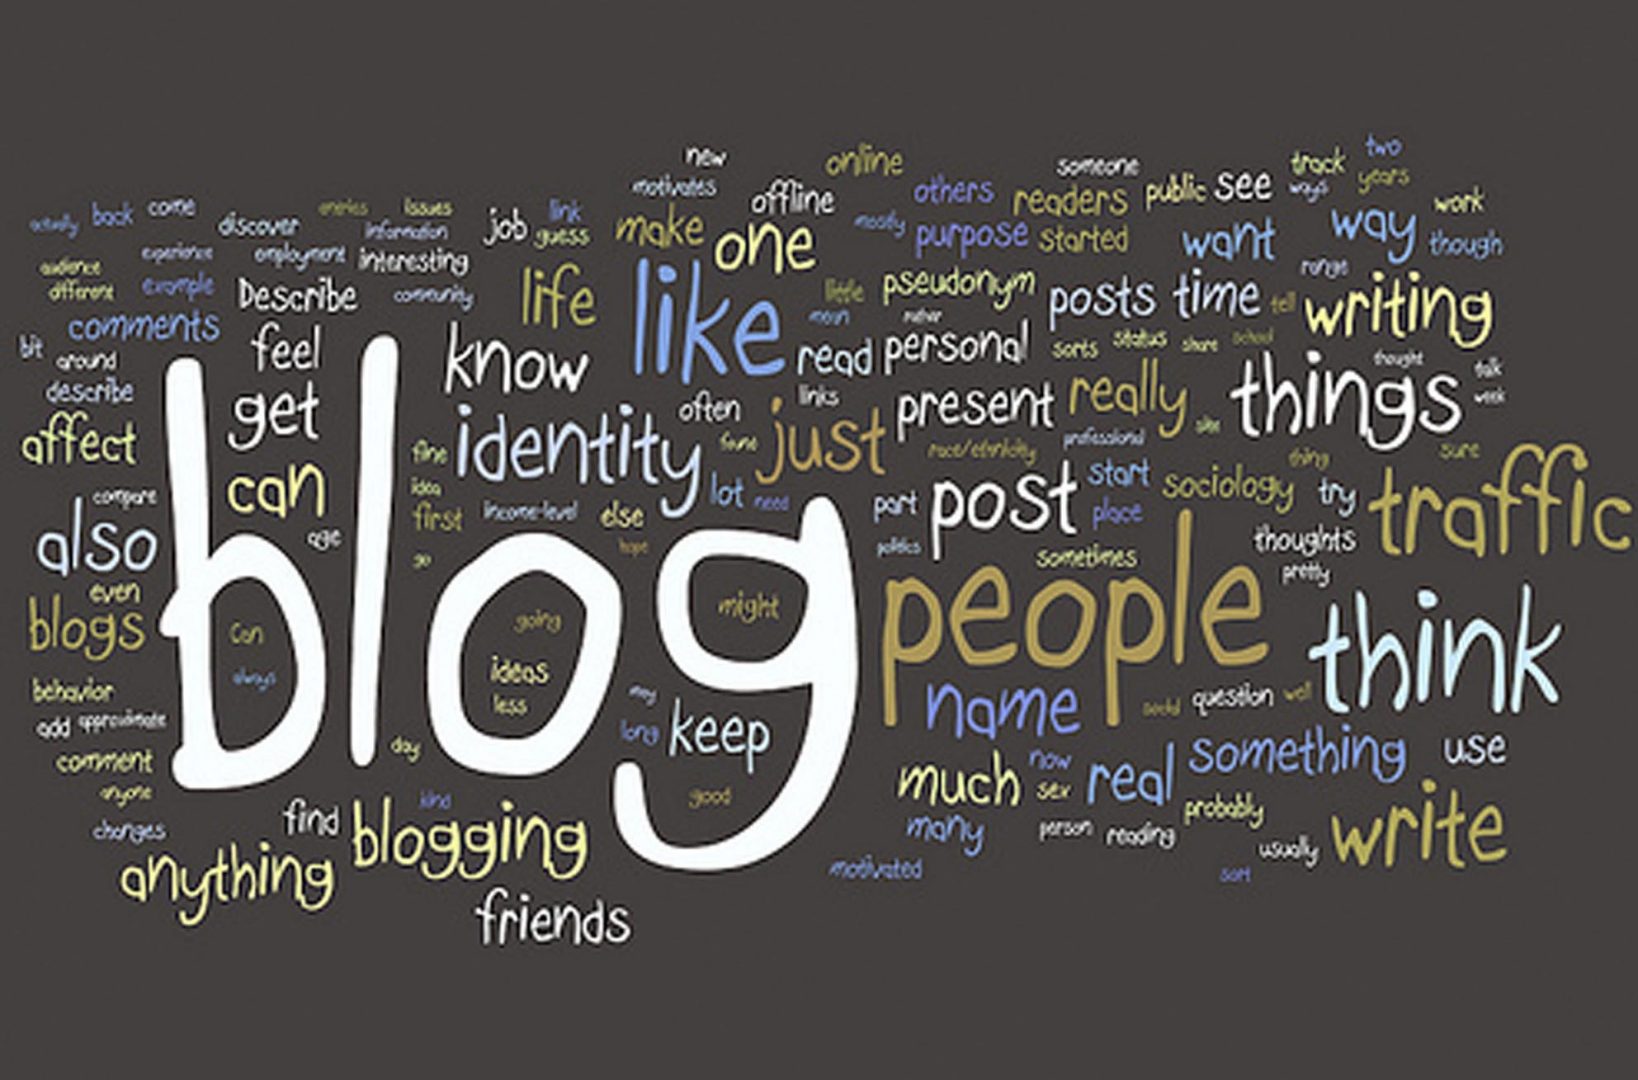 two
new
online
someone
track
motivates
offline
others
readers
public
see
ways
years
work
actually
back
come
discover
entries
issues
information
job
link
guess
make
one
mostly
purpose
started
want
way
though
audience
experience
employment
interesting
different
example
Describe
community
life
like
little
pseudonym
posts
time
range
tell
writing
comments
mean
rather
bit
around
feel
know
read
personal
sorts
status
share
school
thought
talk
describe
get
identity
often
links
just
present
really
things
week
affect
can
fine
found
race/ethnicity
professional
site
thing
sure
compare
idea
lot
need
part
post
start
place
sociology
try
traffic
also
age
first
income-level
else
hope
go
politics
sometimes
thoughts
pretty
even
blogs
blog
Can
always
going
ideas
less
might
people
think
behavior
add
approximate
may
long
keep
name
social
question
well
comment
day
good
much
now
sex
real
something
use
anyone
changes
find
kind
blogging
many
person
reading
probably
usually
write
anything
motivated
sort
friends